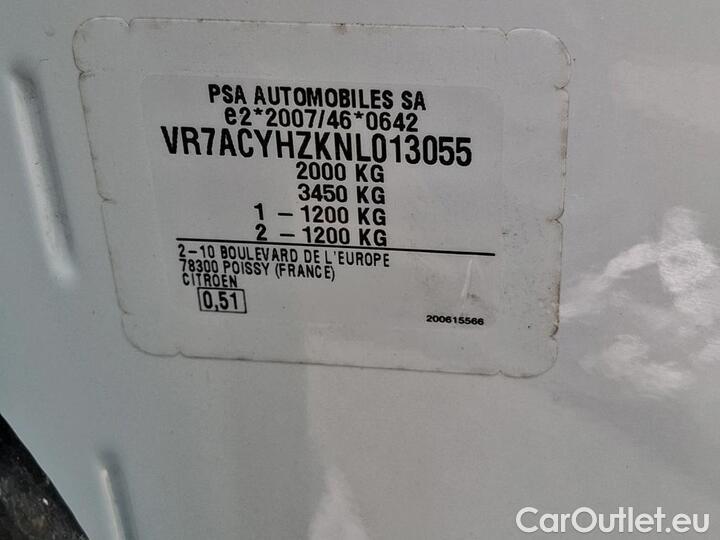 PSA AUTOMOBILES SA
e2*2007/46*0642
VR7ACYHZKNL013055
2000 KG
3450 KG
1 - 1200 KG
2 - 1200 KG
2-10 BOULEVARD DE L'EUROPE
78300 POISSY (FRANCE)
CITROEN
0,51
200615566
CarOutlet.eu